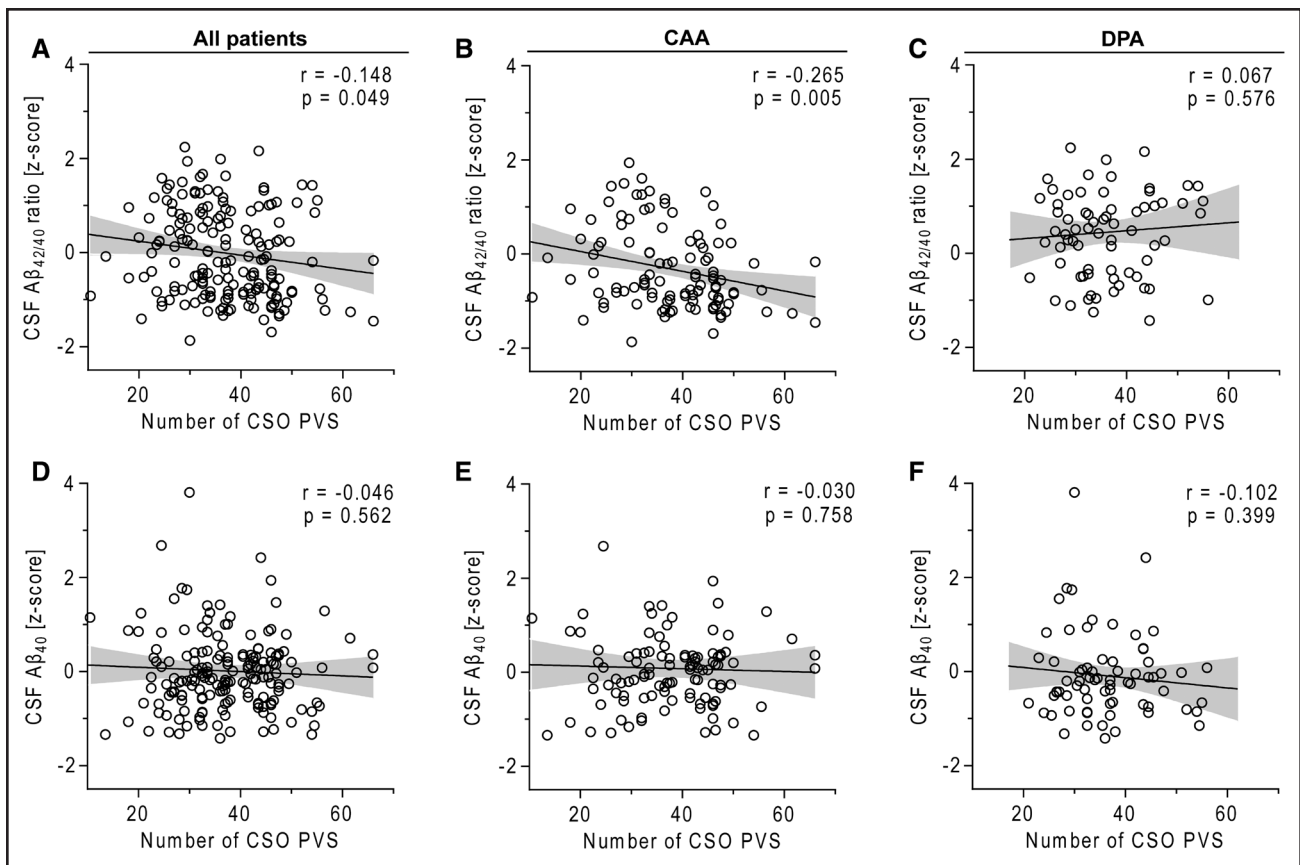 A
All patients
r = -0.148
p = 0.049
CSF Aβ42/40 ratio [z-score]
4
2
0
-2
20
40
60
Number of CSO PVS
B
CAA
r = -0.265
p = 0.005
CSF Aβ42/40 ratio [z-score]
4
2
0
-2
20
40
60
Number of CSO PVS
C
DPA
r = 0.067
p = 0.576
CSF Aβ42/40 ratio [z-score]
4
2
0
-2
20
40
60
Number of CSO PVS
D
r = -0.046
p = 0.562
CSF Aβ40 [z-score]
4
2
0
-2
20
40
60
Number of CSO PVS
E
r = -0.030
p = 0.758
CSF Aβ40 [z-score]
4
2
0
-2
20
40
60
Number of CSO PVS
F
r = -0.102
p = 0.399
CSF Aβ40 [z-score]
4
2
0
-2
20
40
60
Number of CSO PVS